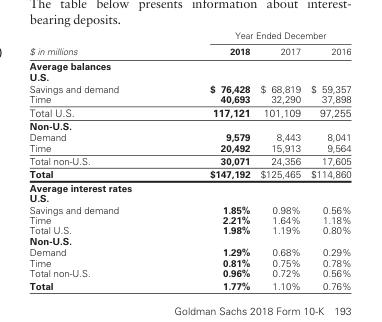 The table below presents information about interest-
bearing deposits.
Year Ended December
$ in millions 2018 2017 2016
Average balances
U.S.
Savings and demand $ 76,428 $ 68,819 $ 59,357
Time 40,693 32,290 37,898
Total U.S. 117,121 101,109 97,255
Non-U.S.
Demand 9,579 8,443 8,041
Time 20,492 15,913 9,564
Total non-U.S. 30,071 24,356 17,605
Total $147,192 $125,465 $114,860
Average interest rates
U.S.
Savings and demand 1.85% 0.98% 0.56%
Time 2.21% 1.64% 1.18%
Total U.S. 1.98% 1.19% 0.80%
Non-U.S.
Demand 1.29% 0.68% 0.29%
Time 0.81% 0.75% 0.78%
Total non-U.S. 0.96% 0.72% 0.56%
Total 1.77% 1.10% 0.76%
Goldman Sachs 2018 Form 10-K 193